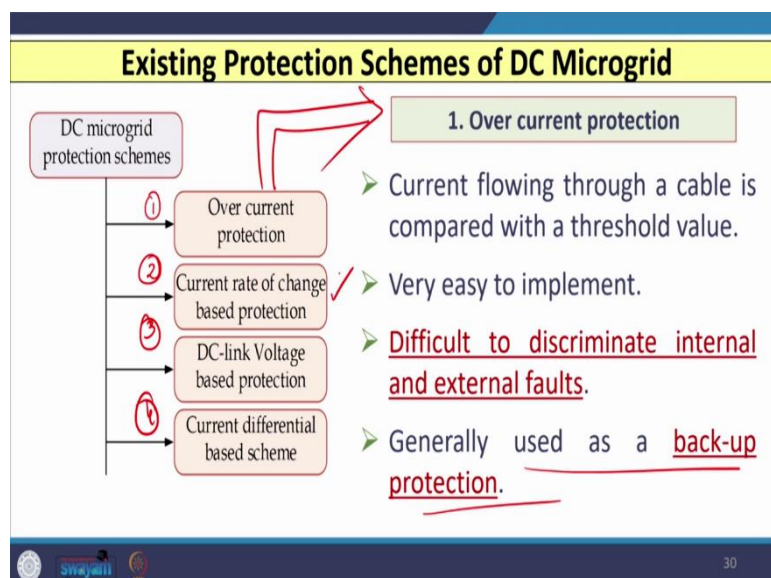 Existing Protection Schemes of DC Microgrid
DC microgrid
protection schemes
1
Over current
protection
2
Current rate of change
based protection
3
DC-link Voltage
based protection
4
Current differential
based scheme
1. Over current protection
Current flowing through a cable is
compared with a threshold value.
Very easy to implement.
Difficult to discriminate internal
and external faults.
Generally used as a back-up
protection.
swayam
30